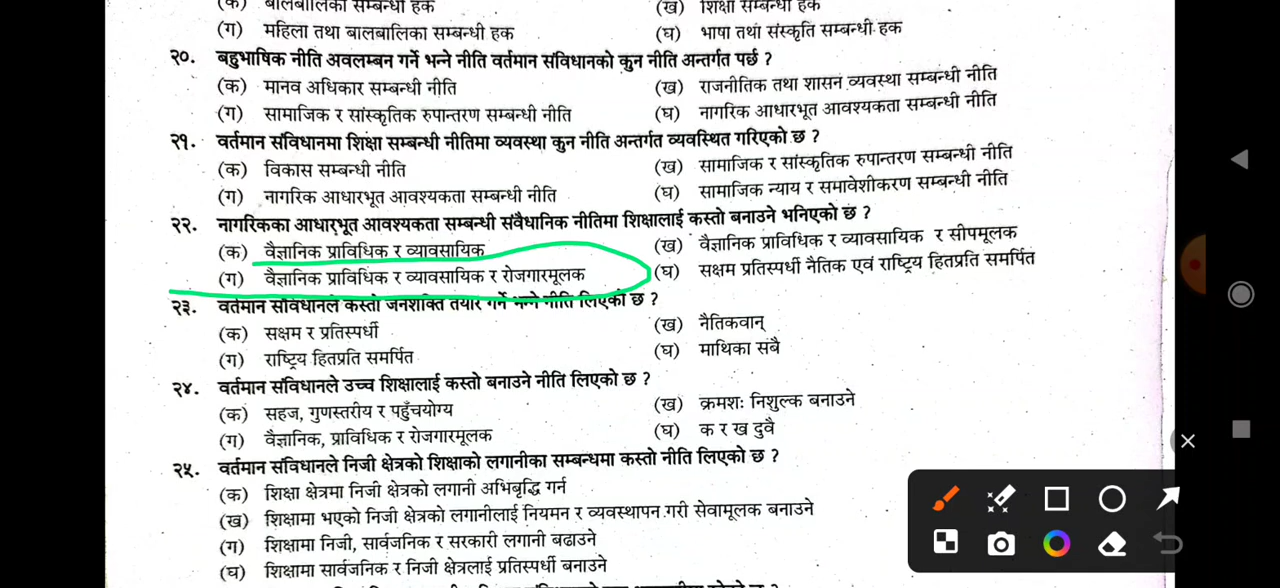 (क) बालबालिका सम्बन्धी हक (ख) शिक्षा सम्बन्धी हक
(ग) महिला तथा बालबालिका सम्बन्धी हक (घ) भाषा तथा संस्कृति सम्बन्धी हक
२०. बहुभाषिक नीति अवलम्बन गर्ने भन्ने नीति वर्तमान संविधानको कुन नीति अन्तर्गत पर्छ ?
(क) मानव अधिकार सम्बन्धी नीति (ख) राजनीतिक तथा शासन व्यवस्था सम्बन्धी नीति
(ग) सामाजिक र सांस्कृतिक रुपान्तरण सम्बन्धी नीति (घ) नागरिक आधारभूत आवश्यकता सम्बन्धी नीति
२१. वर्तमान संविधानमा शिक्षा सम्बन्धी नीतिमा व्यवस्था कुन नीति अन्तर्गत व्यवस्थित गरिएको छ ?
(क) विकास सम्बन्धी नीति (ख) सामाजिक र सांस्कृतिक रुपान्तरण सम्बन्धी नीति
(ग) नागरिक आधारभूत आवश्यकता सम्बन्धी नीति (घ) सामाजिक न्याय र समावेशीकरण सम्बन्धी नीति
२२. नागरिकका आधारभूत आवश्यकता सम्बन्धी संवैधानिक नीतिमा शिक्षालाई कस्तो बनाउने भनिएको छ ?
(क) वैज्ञानिक प्राविधिक र व्यावसायिक (ख) वैज्ञानिक प्राविधिक र व्यावसायिक र सीपमूलक
(ग) वैज्ञानिक प्राविधिक र व्यावसायिक र रोजगारमूलक (घ) सक्षम प्रतिस्पर्धी नैतिक एवं राष्ट्रिय हितप्रति समर्पित
२३. वर्तमान संविधानले कस्तो जनशक्ति तयार गर्ने भन्ने नीति लिएको छ ?
(क) सक्षम र प्रतिस्पर्धी (ख) नैतिकवान्
(ग) राष्ट्रिय हितप्रति समर्पित (घ) माथिका सबै
२४. वर्तमान संविधानले उच्च शिक्षालाई कस्तो बनाउने नीति लिएको छ ?
(क) सहज, गुणस्तरीय र पहुँचयोग्य (ख) क्रमशः निशुल्क बनाउने
(ग) वैज्ञानिक, प्राविधिक र रोजगारमूलक (घ) क र ख दुवै
२५. वर्तमान संविधानले निजी क्षेत्रको शिक्षाको लगानीका सम्बन्धमा कस्तो नीति लिएको छ ?
(क) शिक्षा क्षेत्रमा निजी क्षेत्रको लगानी अभिबृद्धि गर्न
(ख) शिक्षामा भएको निजी क्षेत्रको लगानीलाई नियमन र व्यवस्थापन गरी सेवामूलक बनाउने
(ग) शिक्षामा निजी, सार्वजनिक र सरकारी लगानी बढाउने
(घ) शिक्षामा सार्वजनिक र निजी क्षेत्रलाई प्रतिस्पर्धी बनाउने